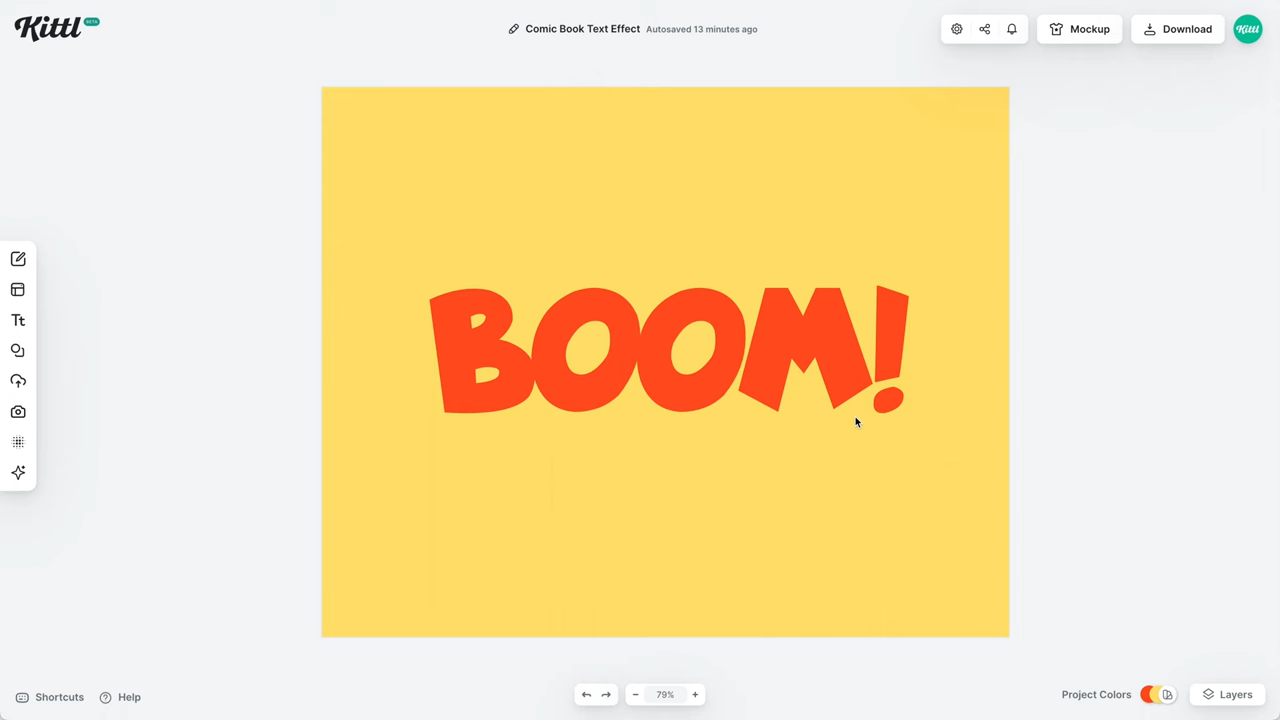 Kittl BETA
Comic Book Text Effect Autosaved 13 minutes ago
Mockup
Download
Kittl
BOOM!
Tt
Shortcuts
Help
79%
Project Colors
Layers